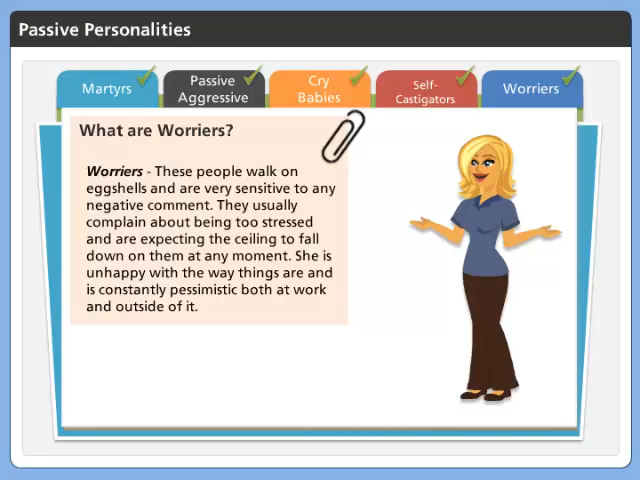 Passive Personalities
Martyrs
Passive
Aggressive
Cry
Babies
Self-
Castigators
Worriers
What are Worriers?
Worriers - These people walk on
eggshells and are very sensitive to any
negative comment. They usually
complain about being too stressed
and are expecting the ceiling to fall
down on them at any moment. She is
unhappy with the way things are and
is constantly pessimistic both at work
and outside of it.